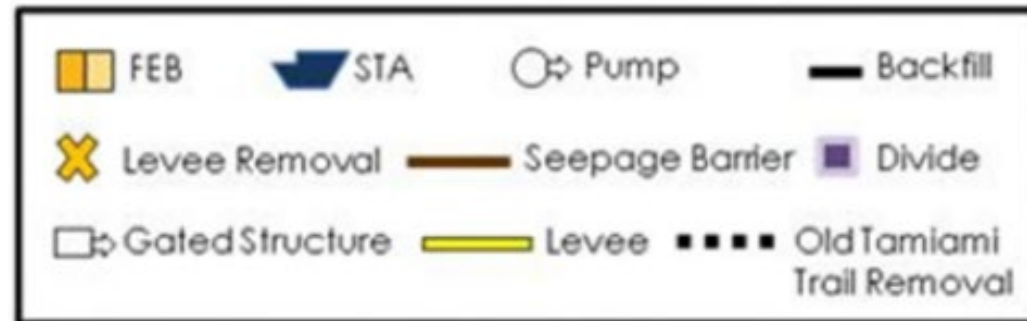 FEB STA Pump Backfill
Levee Removal Seepage Barrier Divide
Gated Structure Levee Old Tamiami
Trail Removal